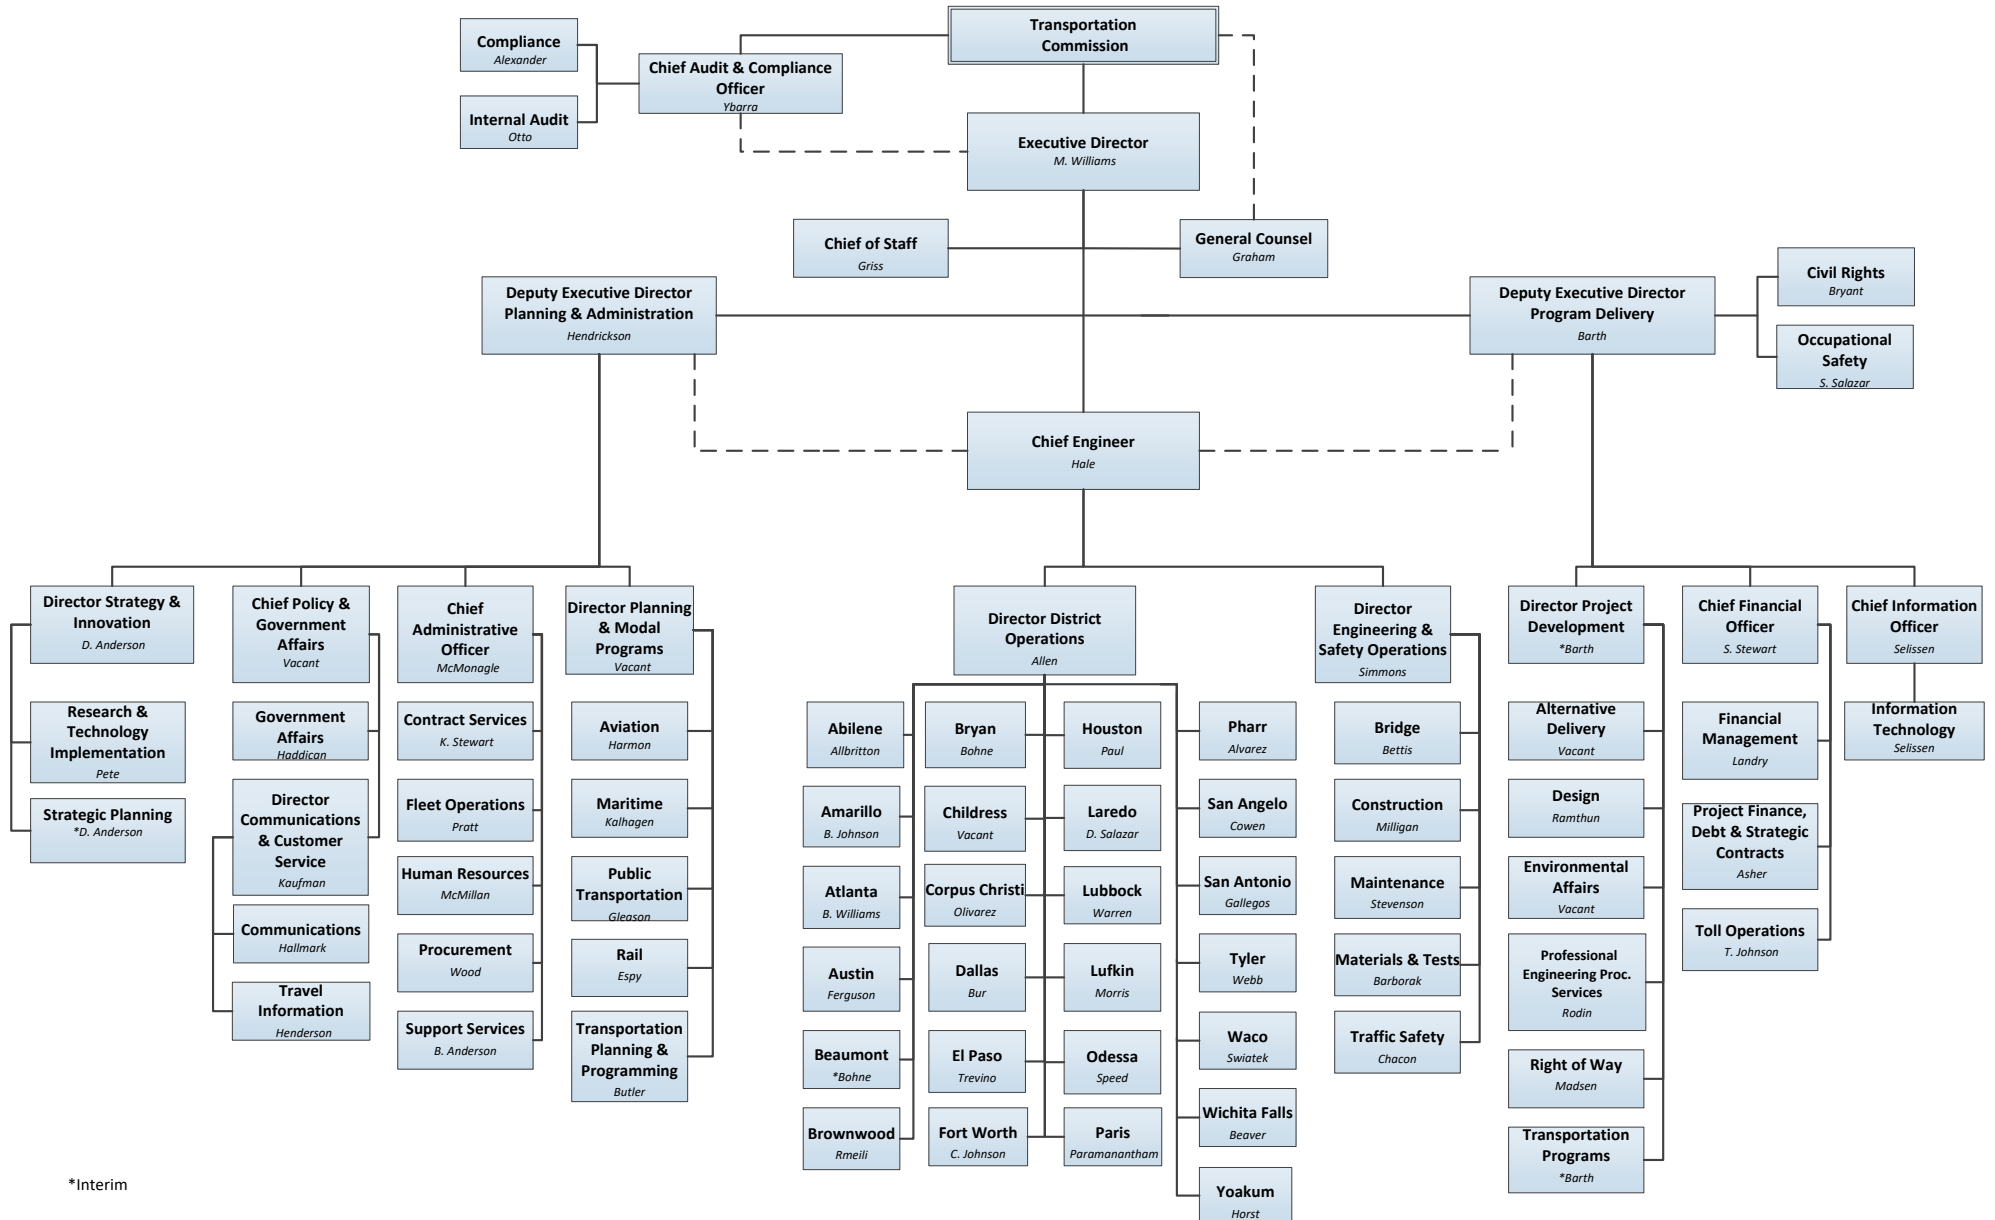 Transportation
Commission
Compliance
Alexander
Chief Audit & Compliance
Officer
Ybarra
Internal Audit
Otto
Executive Director
M. Williams
Chief of Staff
Griss
General Counsel
Graham
Deputy Executive Director
Planning & Administration
Hendrickson
Deputy Executive Director
Program Delivery
Barth
Civil Rights
Bryant
Occupational
Safety
S. Salazar
Chief Engineer
Hale
Director Strategy &
Innovation
D. Anderson
Research &
Technology
Implementation
Pete
Strategic Planning
*D. Anderson
Chief Policy &
Government
Affairs
Vacant
Government
Affairs
Haddican
Director
Communications
& Customer
Service
Kaufman
Communications
Hallmark
Travel
Information
Henderson
Chief
Administrative
Officer
McMonagle
Contract Services
K. Stewart
Fleet Operations
Pratt
Human Resources
McMillan
Procurement
Wood
Support Services
B. Anderson
Director Planning
& Modal
Programs
Vacant
Aviation
Harmon
Maritime
Kalhagen
Public
Transportation
Gleason
Rail
Espy
Transportation
Planning &
Programming
Butler
Director District
Operations
Allen
Abilene
Allbritton
Amarillo
B. Johnson
Atlanta
B. Williams
Austin
Ferguson
Beaumont
*Bohne
Brownwood
Rmeili
Bryan
Bohne
Childress
Vacant
Corpus Christi
Olivarez
Dallas
Bur
El Paso
Trevino
Fort Worth
C. Johnson
Houston
Paul
Laredo
D. Salazar
Lubbock
Warren
Lufkin
Morris
Odessa
Speed
Paris
Paramanantham
Pharr
Alvarez
San Angelo
Cowen
San Antonio
Gallegos
Tyler
Webb
Waco
Swiatek
Wichita Falls
Beaver
Yoakum
Horst
Director
Engineering &
Safety Operations
Simmons
Bridge
Bettis
Construction
Milligan
Maintenance
Stevenson
Materials & Tests
Barborak
Traffic Safety
Chacon
Director Project
Development
*Barth
Alternative
Delivery
Vacant
Design
Ramthun
Environmental
Affairs
Vacant
Professional
Engineering Proc.
Services
Rodin
Right of Way
Madsen
Transportation
Programs
*Barth
Chief Financial
Officer
S. Stewart
Financial
Management
Landry
Project Finance,
Debt & Strategic
Contracts
Asher
Toll Operations
T. Johnson
Chief Information
Officer
Selissen
Information
Technology
Selissen
*Interim